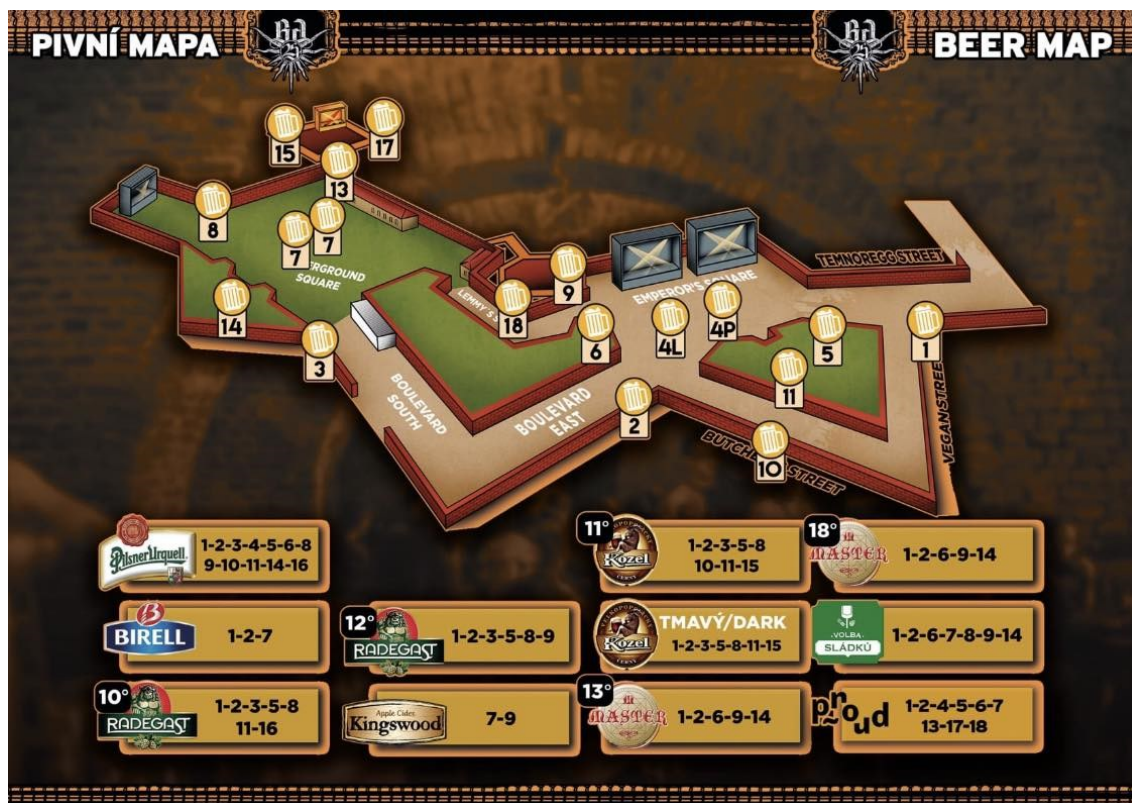 PIVNÍ MAPA
BEER MAP
15
17
13
8
7
7
ERGROUND
SQUARE
14
3
LEMMY'S S
18
9
6
EMPEROR'S SQUARE
4L
4P
5
11
1
2
10
TEMNOREGG STREET
VEGAN STREET
BUTCHE STREET
BOULEVARD
SOUTH
BOULEVARD
EAST
Pilsner Urquell
1-2-3-4-5-6-8
9-10-11-14-16
BIRELL
1-2-7
10°
RADEGAST
1-2-3-5-8
11-16
12°
RADEGAST
1-2-3-5-8-9
Apple Cider
Kingswood
7-9
11°
Kozel
1-2-3-5-8
10-11-15
Kozel
TMAVÝ/DARK
1-2-3-5-8-11-15
13°
MASTER
1-2-6-9-14
18°
MASTER
1-2-6-9-14
VOLBA
SLÁDKŮ
1-2-6-7-8-9-14
proud
1-2-4-5-6-7
13-17-18